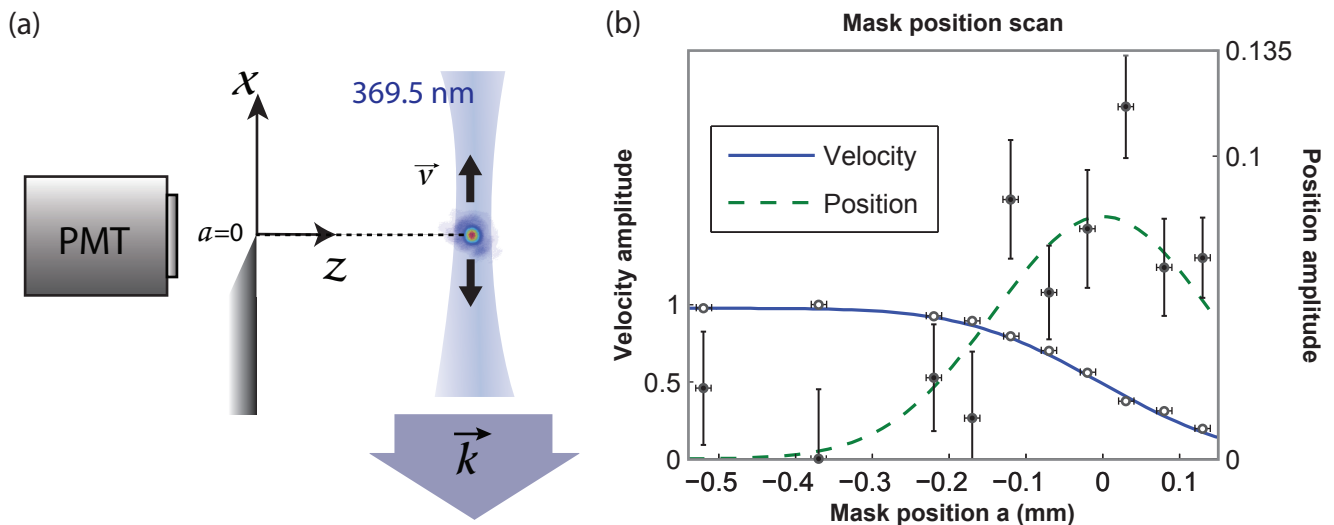 (a)
x
369.5 nm
v
PMT
a=0
z
k
(b)
Mask position scan
Velocity amplitude
Position amplitude
Velocity
Position
0.135
0.1
0
1
0.5
0
−0.5
−0.4
−0.3
−0.2
−0.1
0
0.1
Mask position a (mm)